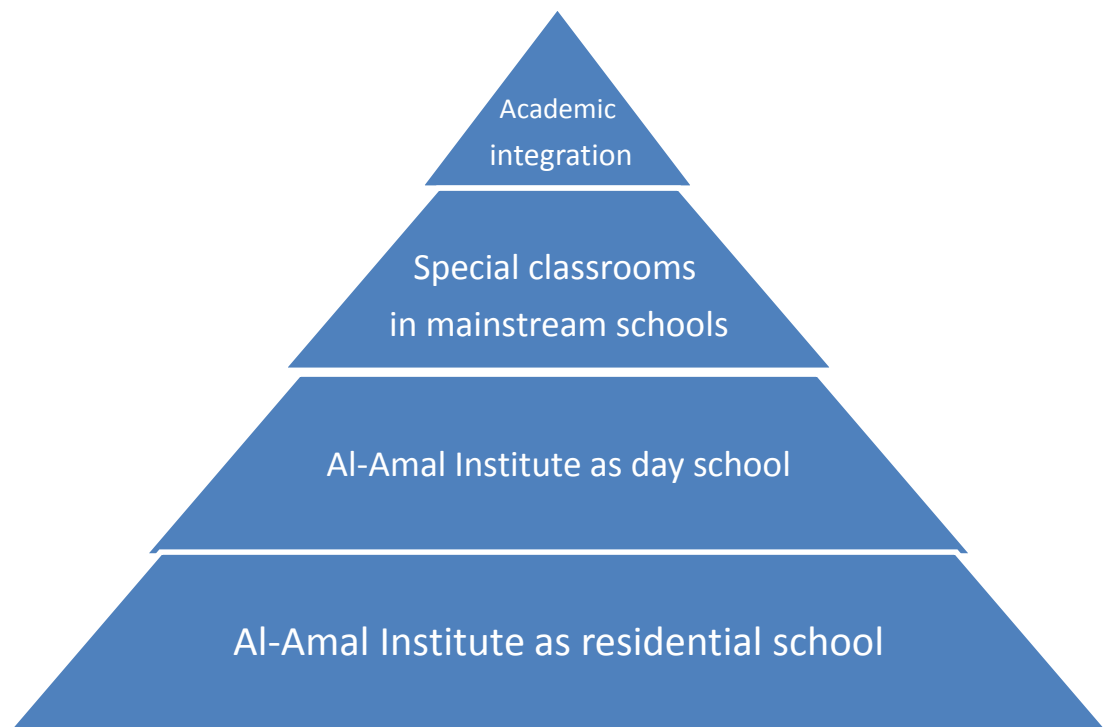 Academic
integration
Special classrooms
in mainstream schools
Al-Amal Institute as day school
Al-Amal Institute as residential school